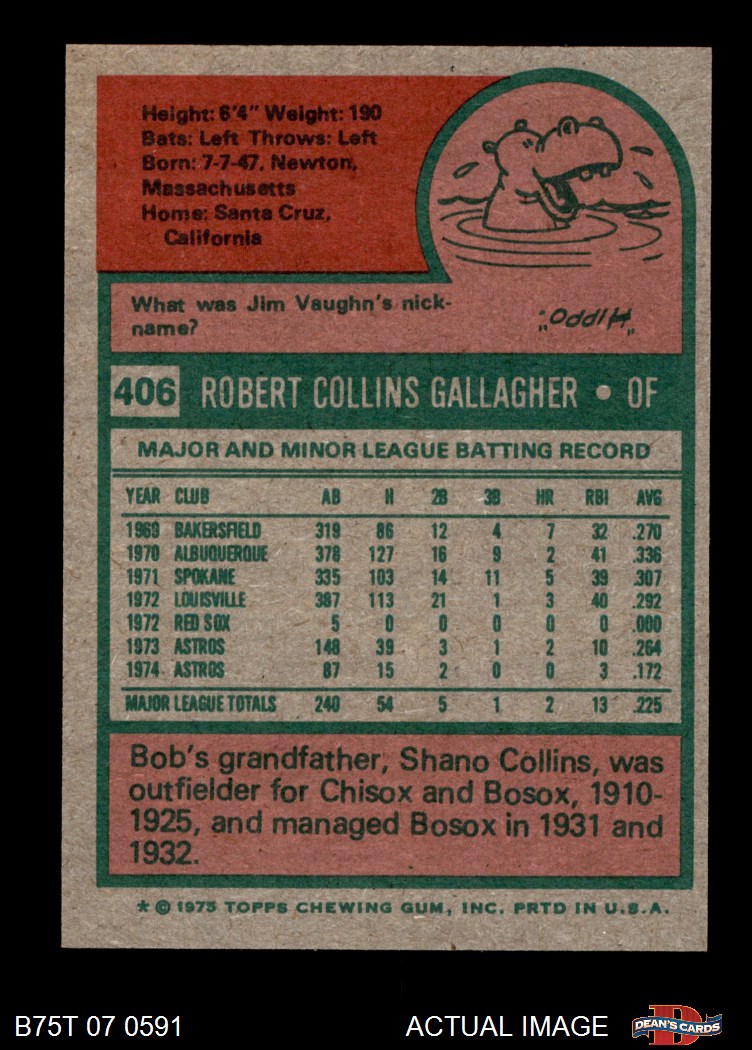 Height: 6'4" Weight: 190
Bats: Left Throws: Left
Born: 7-7-47, Newton,
Massachusetts
Home: Santa Cruz,
California
What was Jim Vaughn's nick-
name?
"Hippo."
406 ROBERT COLLINS GALLAGHER • OF
MAJOR AND MINOR LEAGUE BATTING RECORD
YEAR CLUB AB H 2B 3B HR RBI AVG
1969 BAKERSFIELD 319 86 12 4 7 32 .270
1970 ALBUQUERQUE 378 127 16 9 2 41 .336
1971 SPOKANE 335 103 14 11 5 39 .307
1972 LOUISVILLE 387 113 21 1 3 40 .292
1972 RED SOX 5 0 0 0 0 0 .000
1973 ASTROS 148 39 3 1 2 10 .264
1974 ASTROS 87 15 2 0 0 3 .172
MAJOR LEAGUE TOTALS 240 54 5 1 2 13 .225
Bob's grandfather, Shano Collins, was
outfielder for Chisox and Bosox, 1910-
1925, and managed Bosox in 1931 and
1932.
* © 1975 TOPPS CHEWING GUM, INC. PRTD IN U.S.A.
B75T 07 0591 ACTUAL IMAGE DEAN'S CARDS